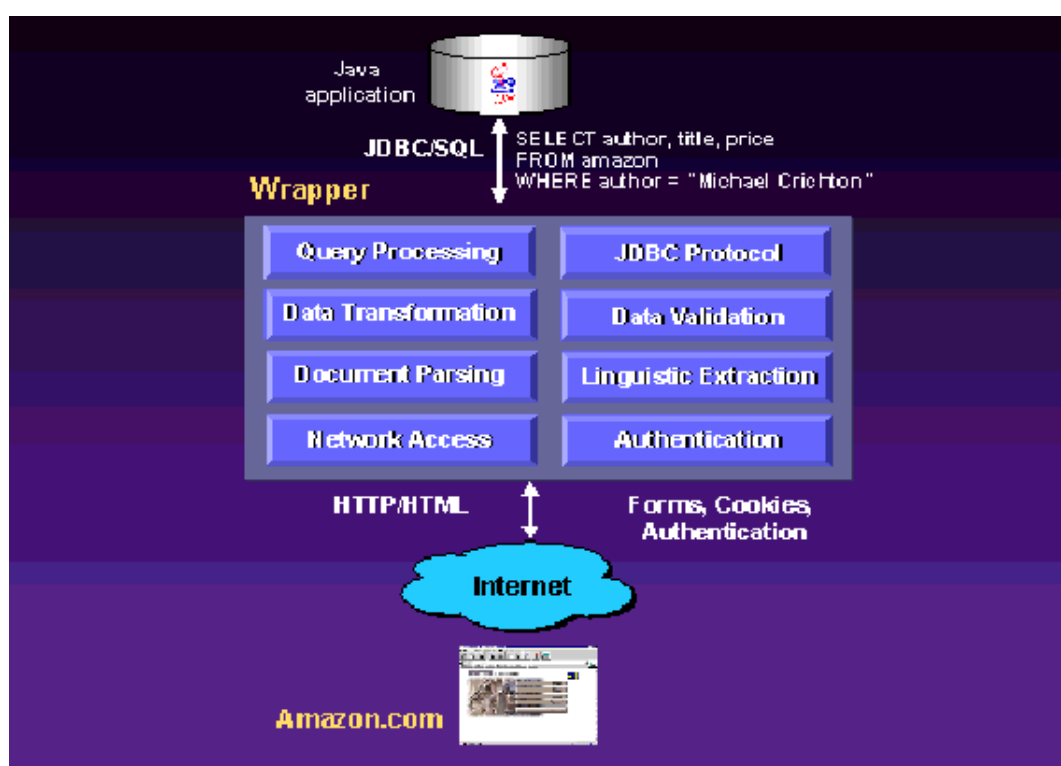 Java
application
JDBC/SQL
SELECT author, title, price
FROM amazon
WHERE author = "Michael Crichton"
Wrapper
Query Processing
JDBC Protocol
Data Transformation
Data Validation
Document Parsing
Linguistic Extraction
Network Access
Authentication
HTTP/HTML
Forms, Cookies,
Authentication
Internet
Amazon.com